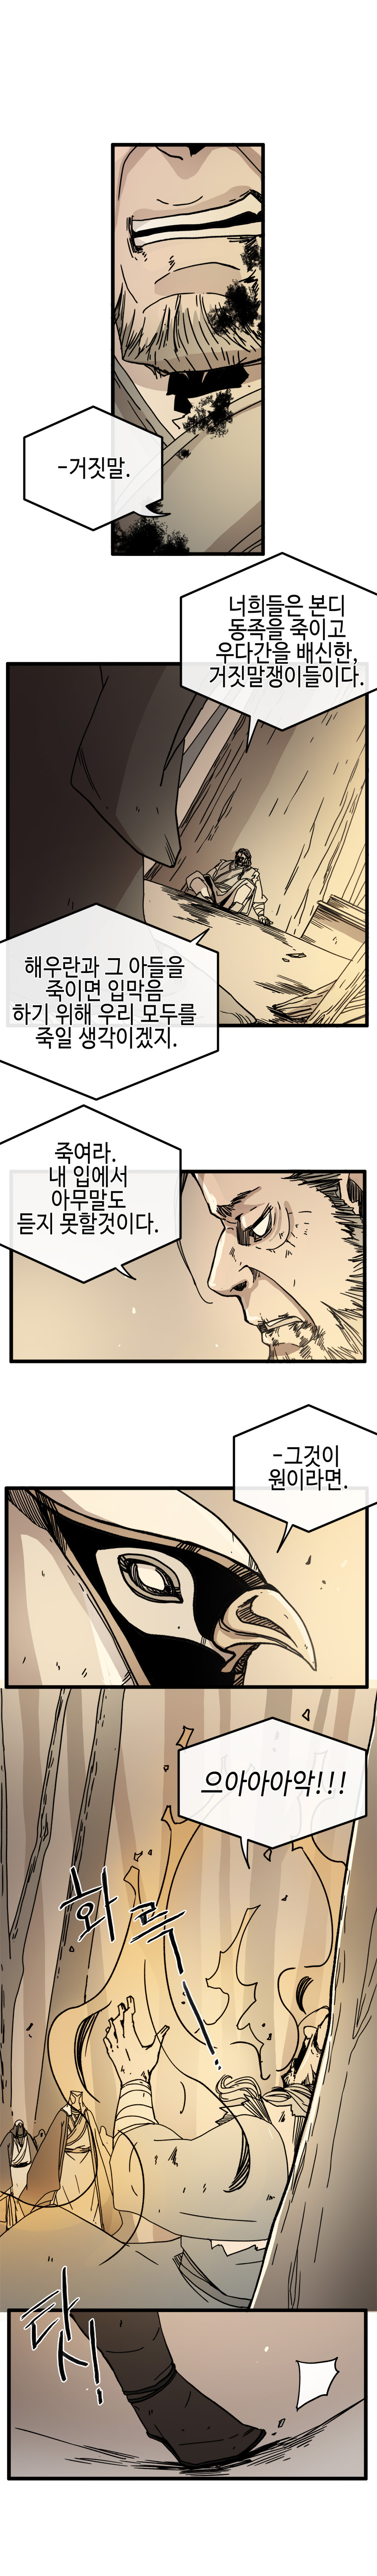 -거짓말.
너희들은 본디
동족을 죽이고
우다간을 배신한,
거짓말쟁이들이다.
해우란과 그 아들을
죽이면 입막음
하기 위해 우리 모두를
죽일 생각이겠지.
죽여라.
내 입에서
아무말도
듣지 못할것이다.
-그것이
원이라면.
으아아아악!!!
화륵
탓!